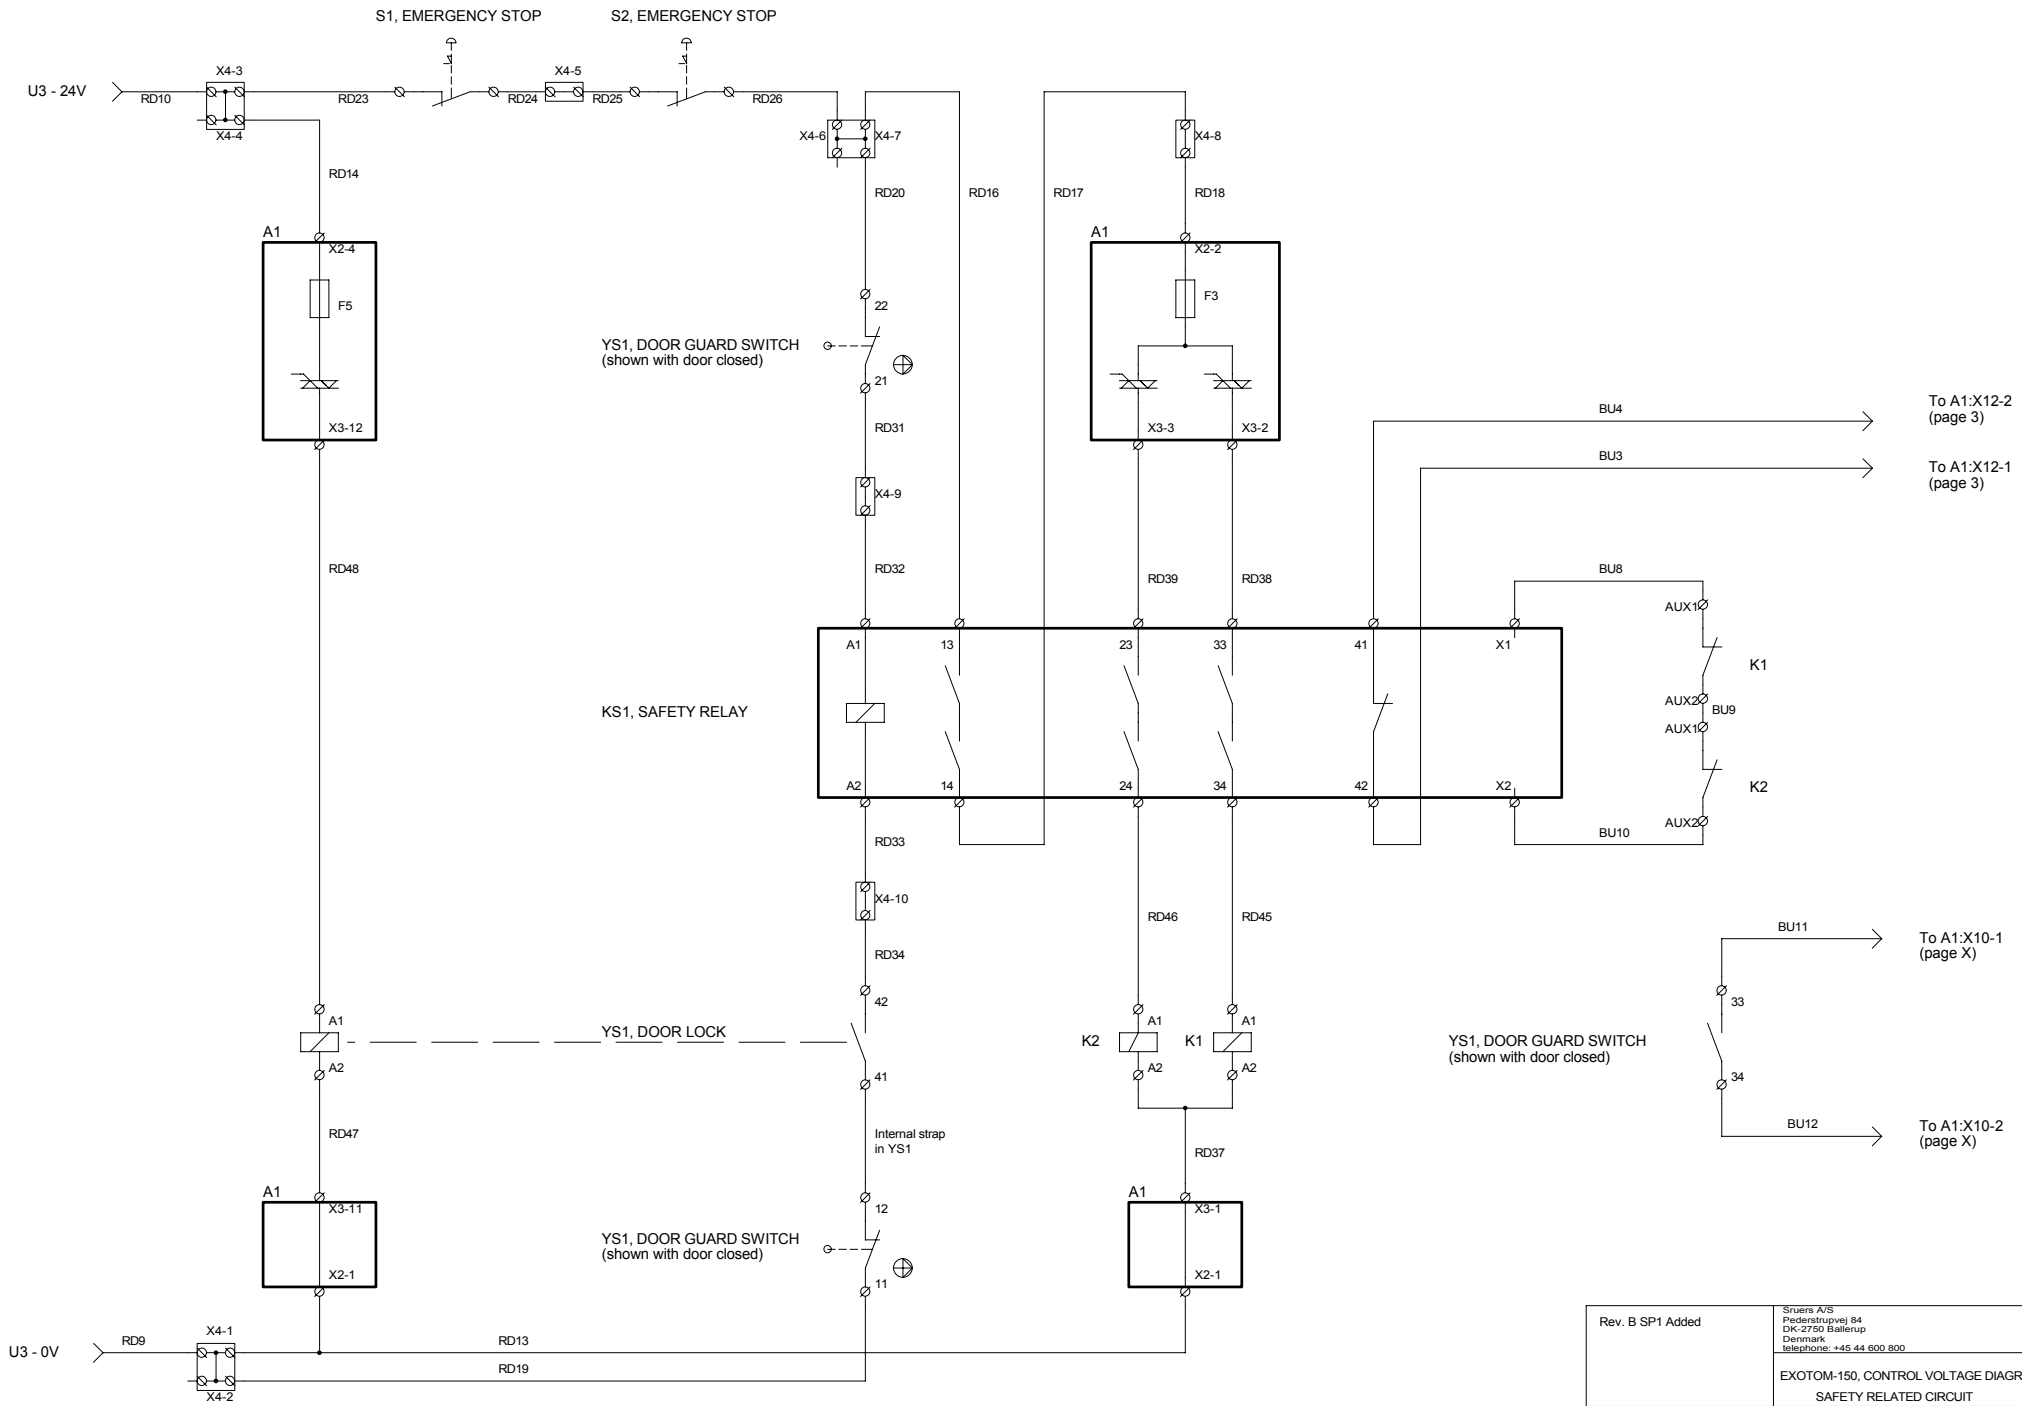 S1, EMERGENCY STOP
S2, EMERGENCY STOP
U3 - 24V
RD10
X4-3
X4-4
RD23
RD24
X4-5
RD25
RD26
X4-6
X4-7
X4-8
RD14
RD20
RD16
RD17
RD18
A1
X2-4
F5
X3-12
YS1, DOOR GUARD SWITCH
(shown with door closed)
22
21
A1
X2-2
F3
X3-3
X3-2
RD31
X4-9
RD32
RD48
RD39
RD38
BU4
To A1:X12-2
(page 3)
BU3
To A1:X12-1
(page 3)
BU8
AUX1
K1
AUX2
BU9
AUX1
K2
AUX2
BU10
KS1, SAFETY RELAY
A1
13
23
33
41
X1
A2
14
24
34
42
X2
RD33
X4-10
RD34
RD46
RD45
42
YS1, DOOR LOCK
41
A1
A2
K2
A1
A2
K1
A1
A2
BU11
To A1:X10-1
(page X)
33
YS1, DOOR GUARD SWITCH
(shown with door closed)
34
BU12
To A1:X10-2
(page X)
RD47
Internal strap
in YS1
RD37
A1
X3-11
X2-1
YS1, DOOR GUARD SWITCH
(shown with door closed)
12
11
A1
X3-1
X2-1
U3 - 0V
RD9
X4-1
X4-2
RD13
RD19
Rev. B SP1 Added
Sruers A/S
Pederstrupvej 84
DK-2750 Ballerup
Denmark
telephone: +45 44 600 800
EXOTOM-150, CONTROL VOLTAGE DIAGR
SAFETY RELATED CIRCUIT